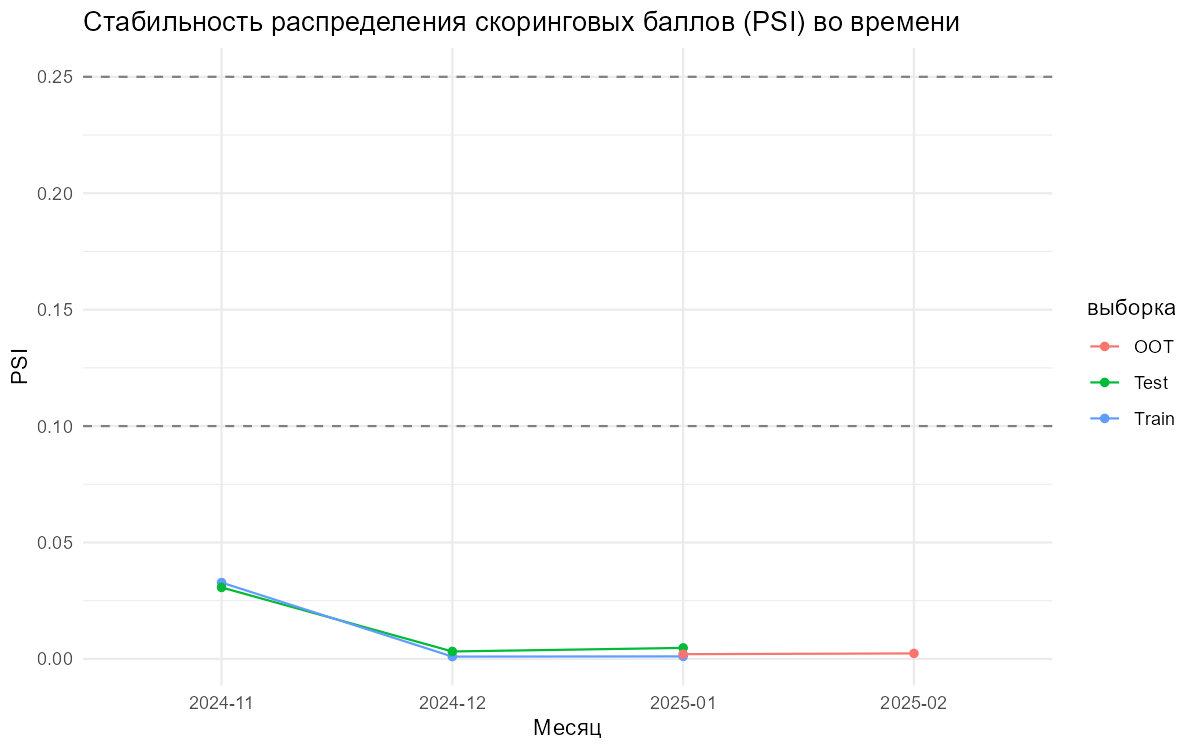 Стабильность распределения скоринговых баллов (PSI) во времени
0.25
0.20
0.15
0.10
0.05
0.00
PSI
2024-11
2024-12
2025-01
2025-02
Месяц
выборка
OOT
Test
Train